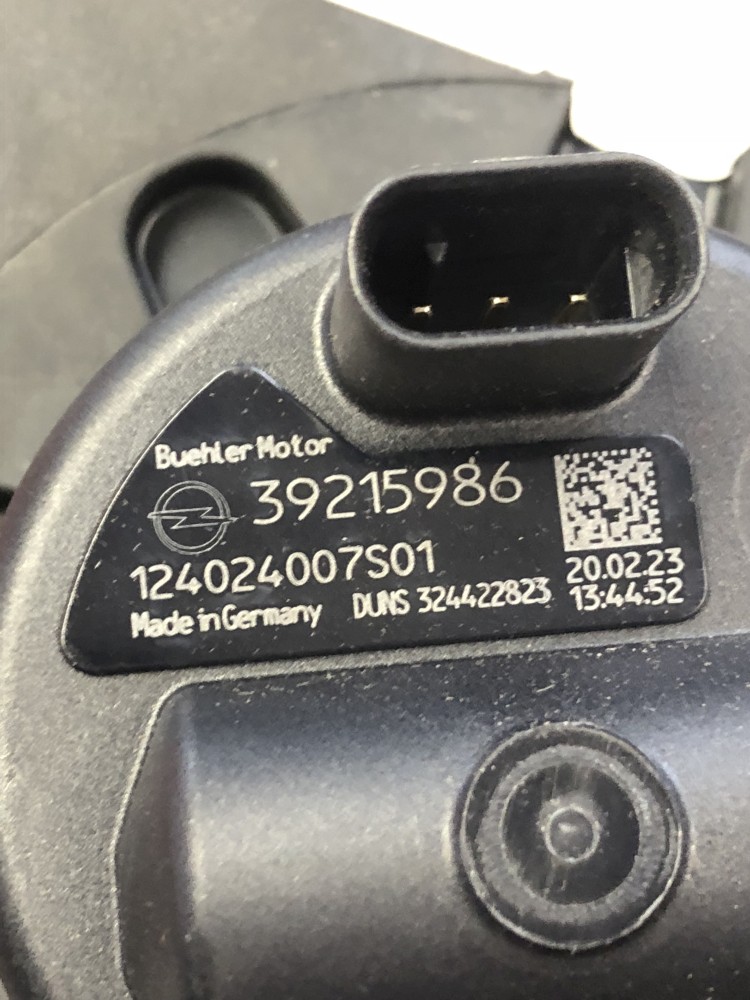 Buehler Motor
39215986
124024007S01
20.02.23
Made in Germany DUNS 324422823 13:44:52